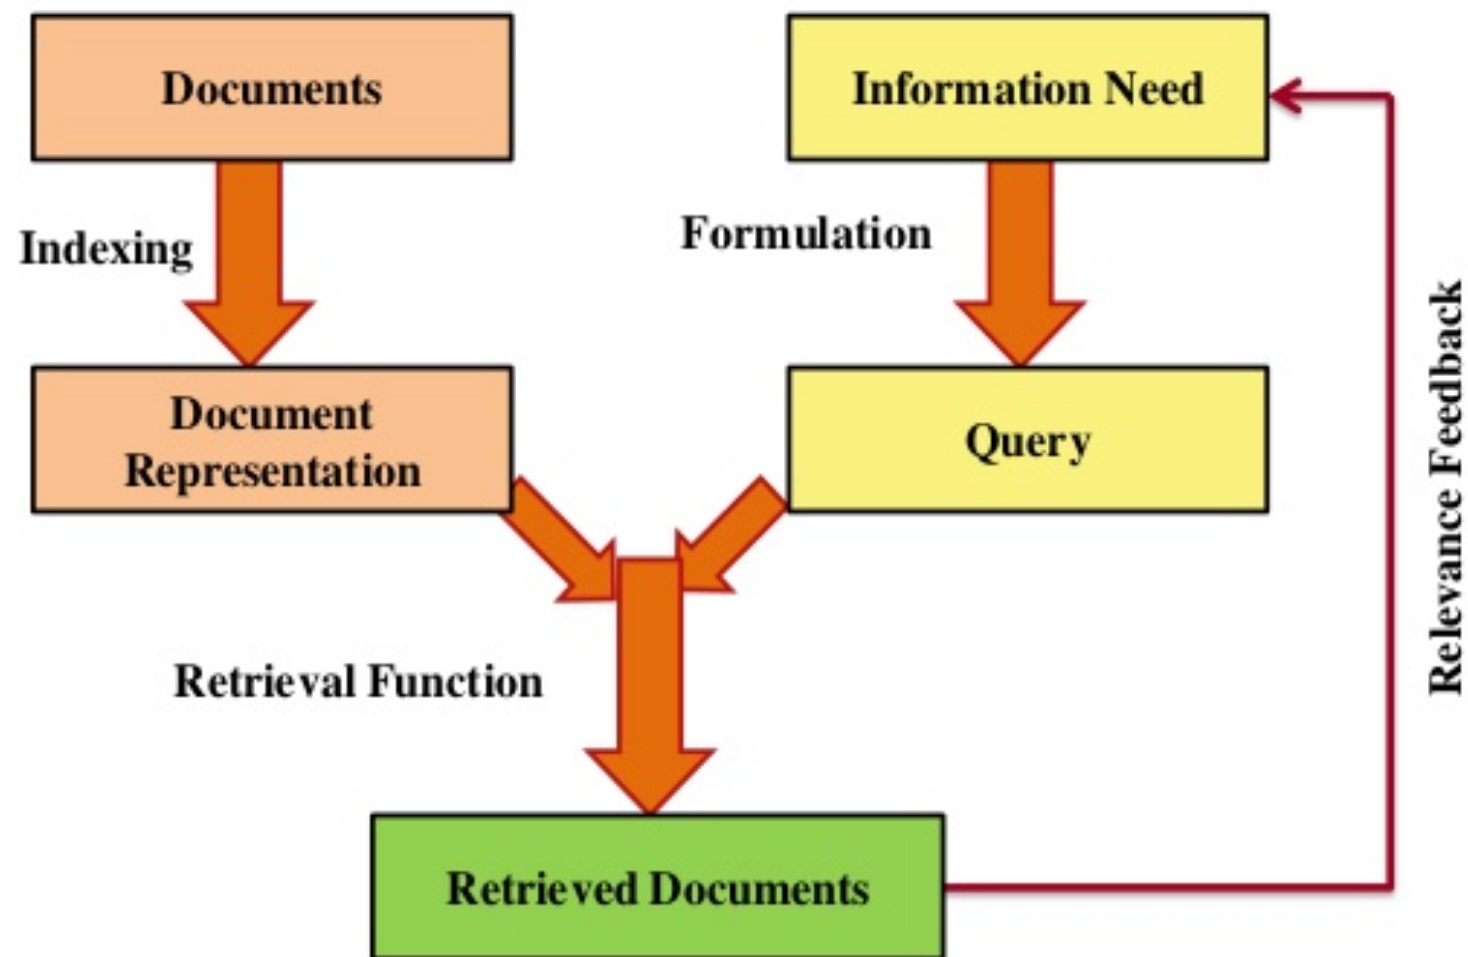 Documents
Information Need
Indexing
Formulation
Document
Representation
Query
Relevance Feedback
Retrieval Function
Retrieved Documents